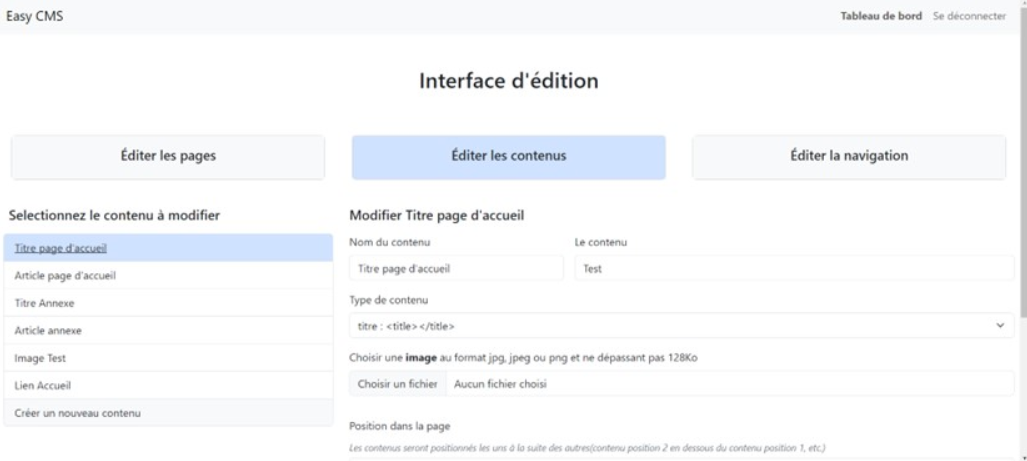 Easy CMS
Tableau de bord Se déconnecter
Interface d'édition
Éditer les pages
Éditer les contenus
Éditer la navigation
Selectionnez le contenu à modifier
Titre page d'accueil
Article page d'accueil
Titre Annexe
Article annexe
Image Test
Lien Accueil
Créer un nouveau contenu
Modifier Titre page d'accueil
Nom du contenu
Le contenu
Titre page d'accueil
Test
Type de contenu
titre : <title></title>
Choisir une image au format jpg, jpeg ou png et ne dépassant pas 128Ko
Choisir un fichier Aucun fichier choisi
Position dans la page
Les contenus seront positionnés les uns à la suite des autres(contenu position 2 en dessous du contenu position 1, etc.)